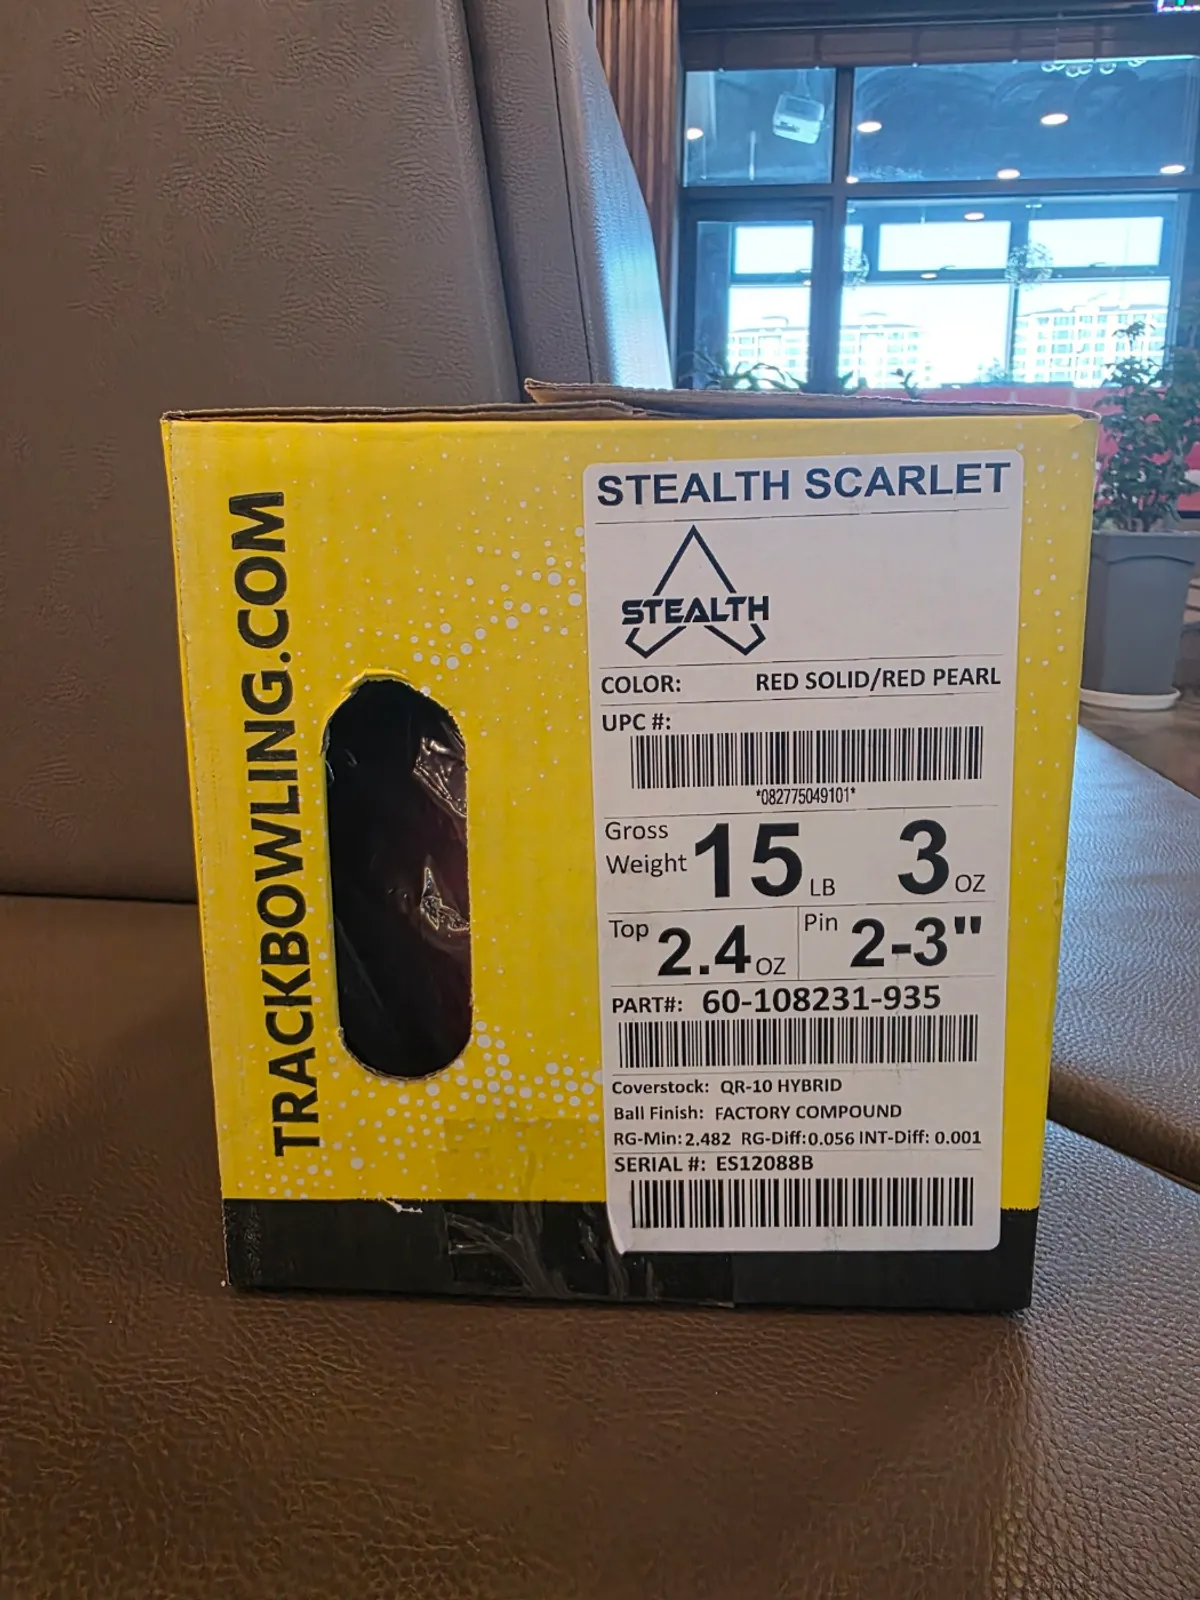 TRACKBOWLING.COM
STEALTH SCARLET
STEALTH
COLOR: RED SOLID/RED PEARL
UPC #:
*082775049101*
Gross Weight 15 LB 3 OZ
Top 2.4 OZ Pin 2-3"
PART#: 60-108231-935
Coverstock: QR-10 HYBRID
Ball Finish: FACTORY COMPOUND
RG-Min: 2.482 RG-Diff: 0.056 INT-Diff: 0.001
SERIAL #: ES12088B